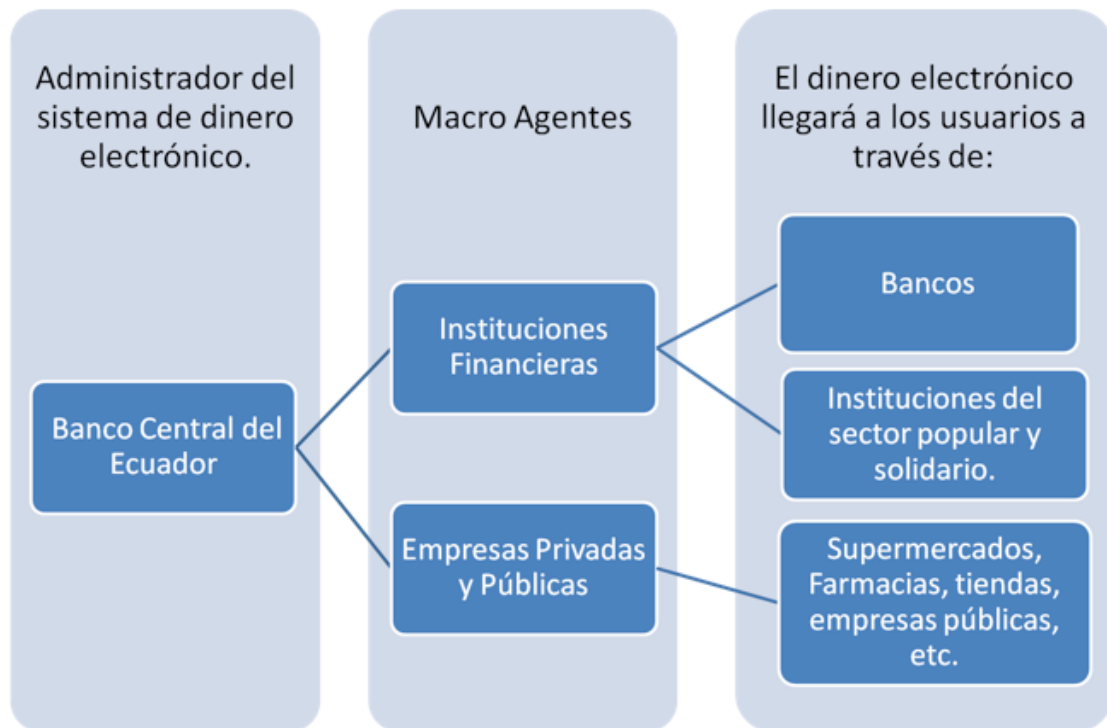 Administrador del
sistema de dinero
electrónico.
Banco Central del
Ecuador
Macro Agentes
Instituciones
Financieras
Empresas Privadas
y Públicas
El dinero electrónico
llegará a los usuarios a
través de:
Bancos
Instituciones del
sector popular y
solidario.
Supermercados,
Farmacias, tiendas,
empresas públicas,
etc.